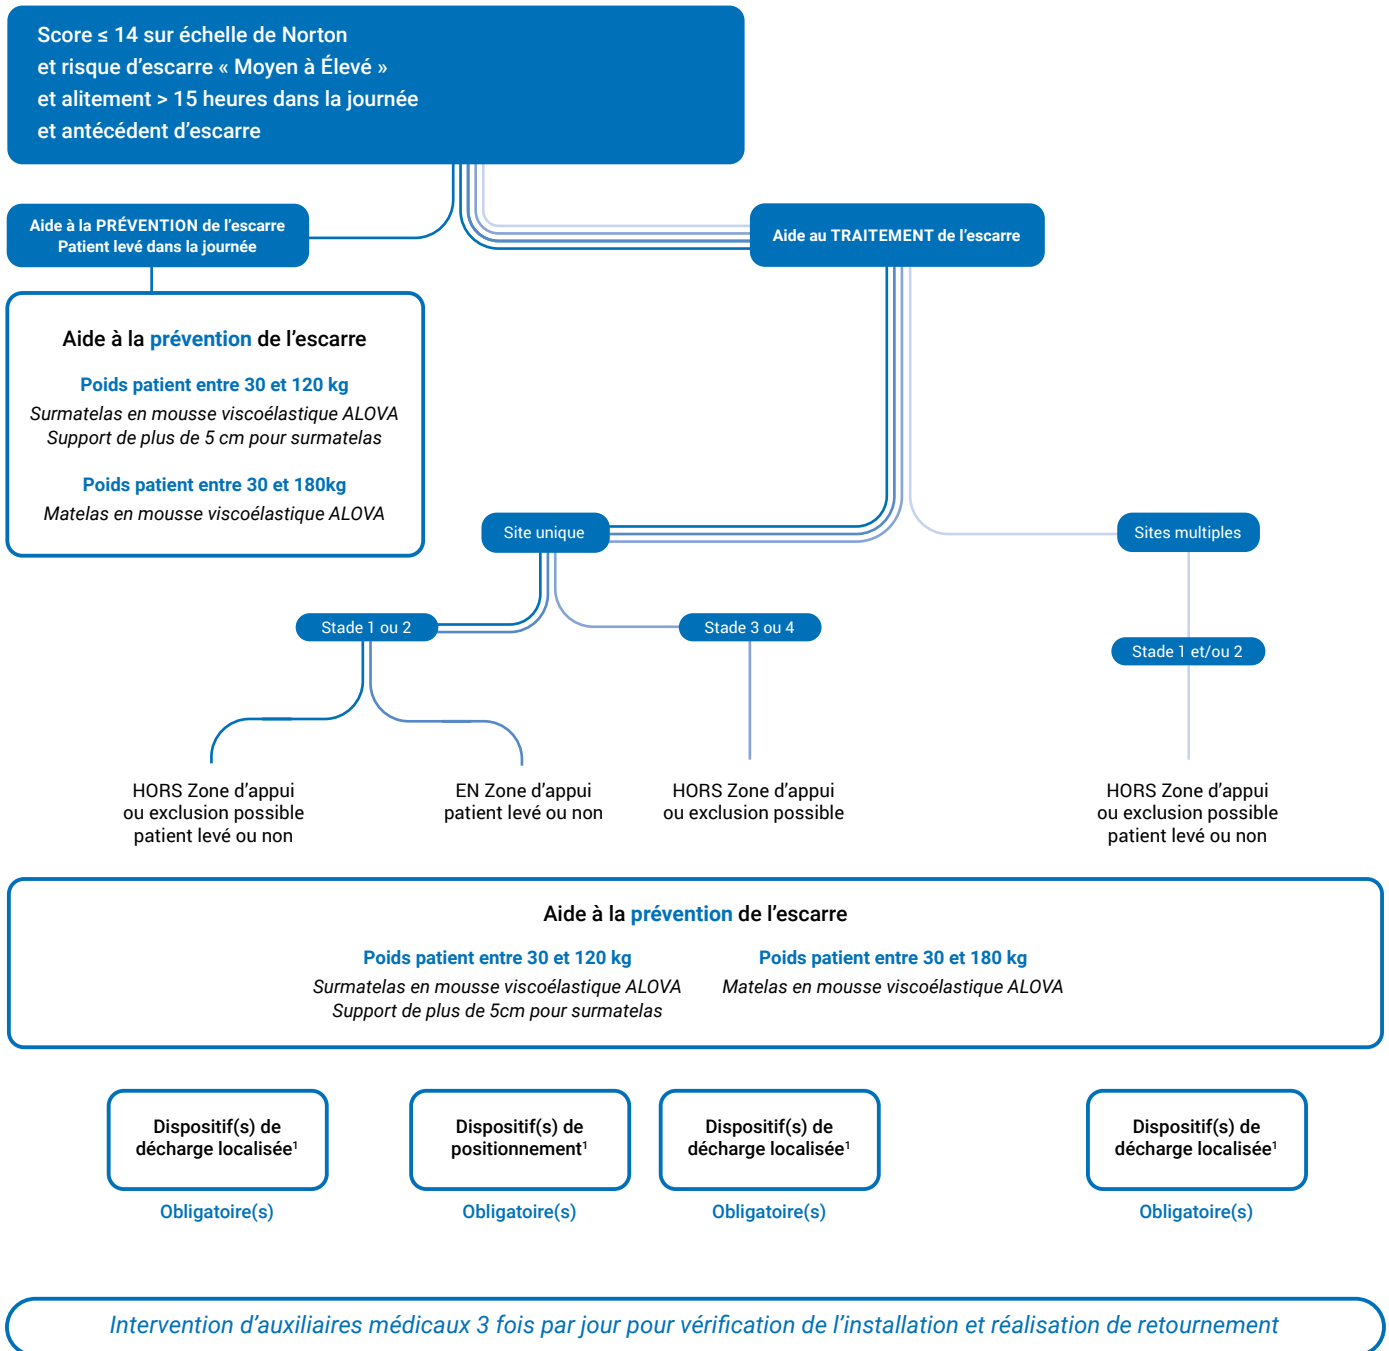 Score ≤ 14 sur échelle de Norton
et risque d’escarre « Moyen à Élevé »
et alitement > 15 heures dans la journée
et antécédent d’escarre
Aide à la PRÉVENTION de l’escarre
Patient levé dans la journée
Aide au TRAITEMENT de l’escarre
Aide à la prévention de l’escarre
Poids patient entre 30 et 120 kg
Surmatelas en mousse viscoélastique ALOVA
Support de plus de 5 cm pour surmatelas
Poids patient entre 30 et 180kg
Matelas en mousse viscoélastique ALOVA
Site unique
Sites multiples
Stade 1 ou 2
Stade 3 ou 4
Stade 1 et/ou 2
HORS Zone d’appui
ou exclusion possible
patient levé ou non
EN Zone d’appui
patient levé ou non
HORS Zone d’appui
ou exclusion possible
HORS Zone d’appui
ou exclusion possible
patient levé ou non
Aide à la prévention de l’escarre
Poids patient entre 30 et 120 kg
Surmatelas en mousse viscoélastique ALOVA
Support de plus de 5cm pour surmatelas
Poids patient entre 30 et 180 kg
Matelas en mousse viscoélastique ALOVA
Dispositif(s) de
décharge localisée¹
Obligatoire(s)
Dispositif(s) de
positionnement¹
Obligatoire(s)
Dispositif(s) de
décharge localisée¹
Obligatoire(s)
Dispositif(s) de
décharge localisée¹
Obligatoire(s)
Intervention d’auxiliaires médicaux 3 fois par jour pour vérification de l’installation et réalisation de retournement